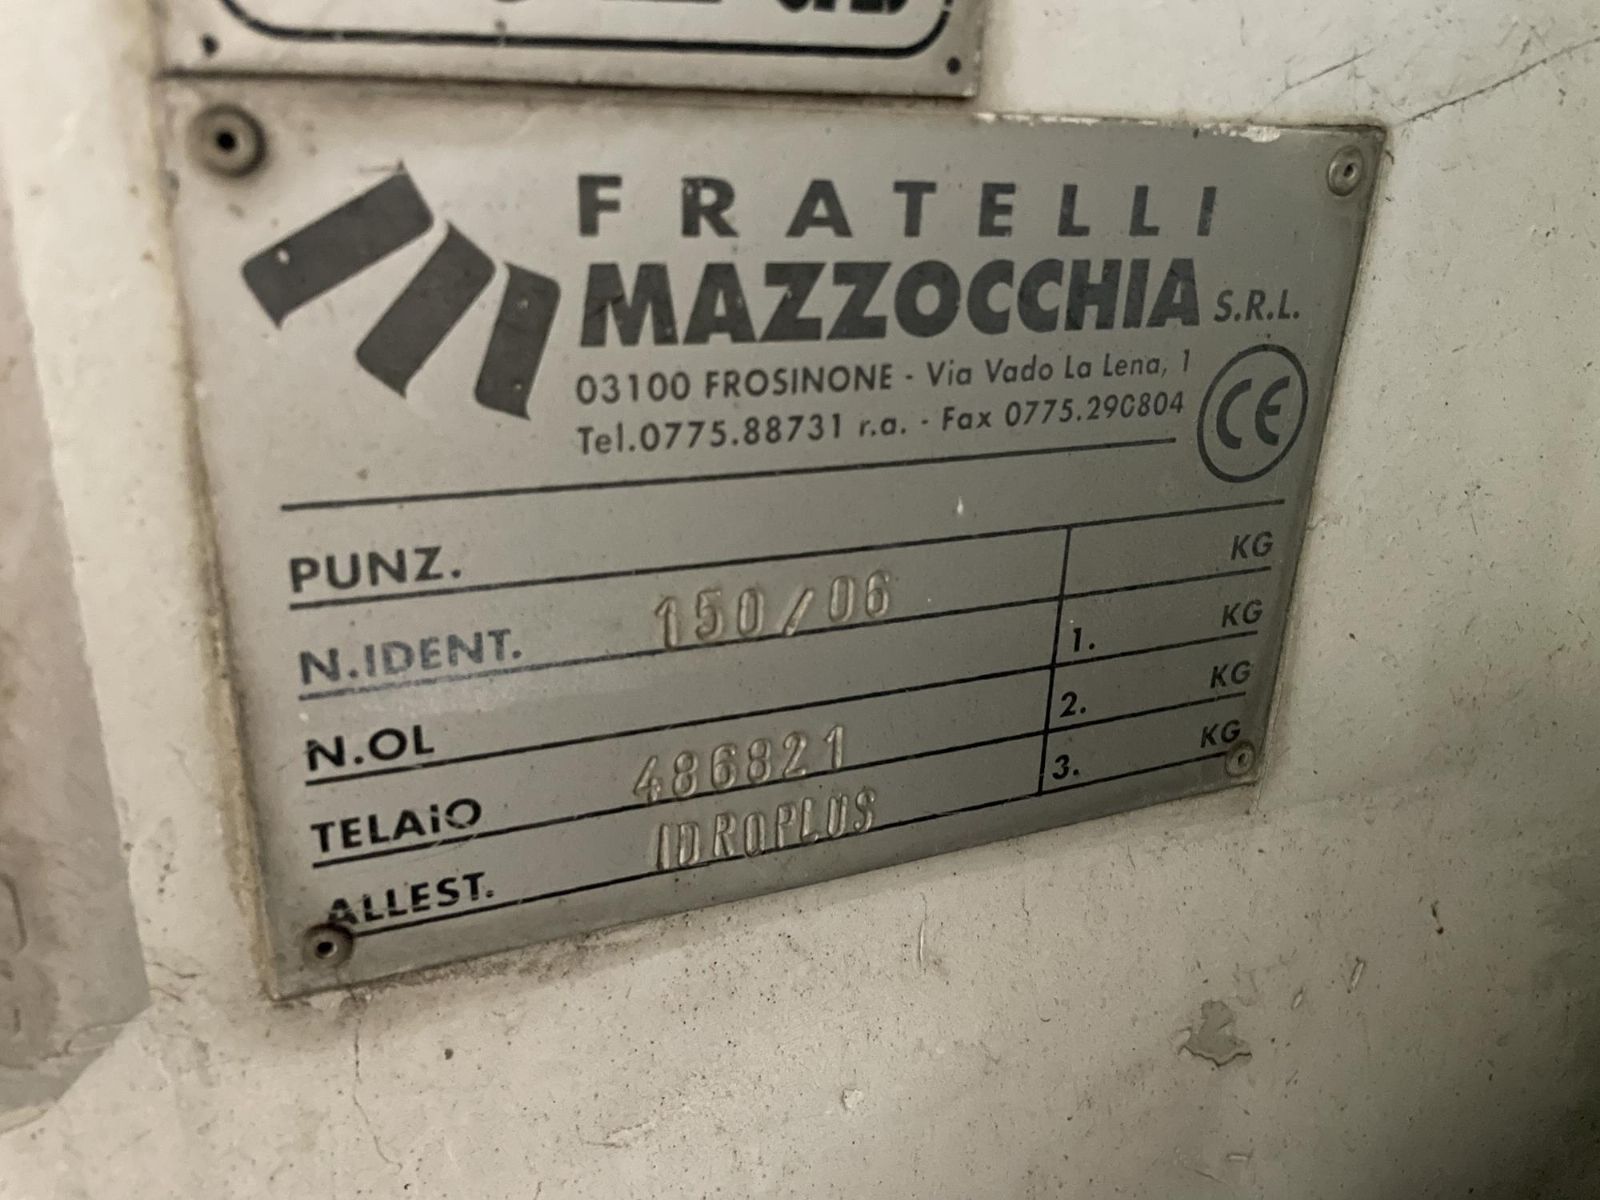 FRATELLI
MAZZOCCHIA S.R.L.
03100 FROSINONE - Via Vado La Lena, 1
Tel.0775.88731 r.a. - Fax 0775.290804
CE
PUNZ.
KG
N.IDENT. 150/06
1. KG
N.OL
2. KG
TELAiO 486821
3. KG
ALLEST. IDROPLUS